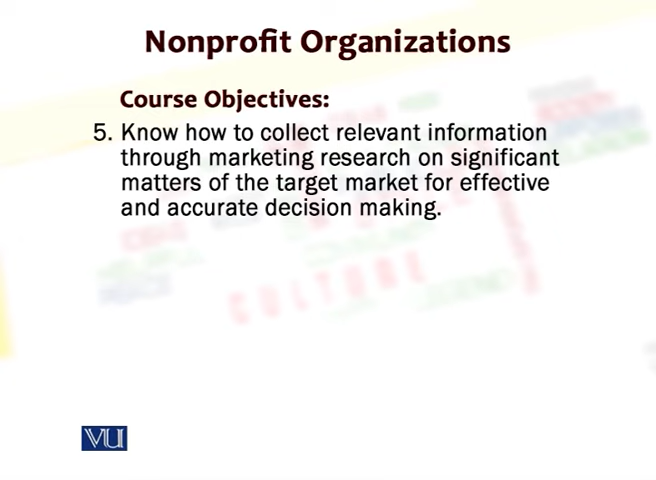 Nonprofit Organizations
Course Objectives:
5. Know how to collect relevant information
through marketing research on significant
matters of the target market for effective
and accurate decision making.
CULTURE
VU